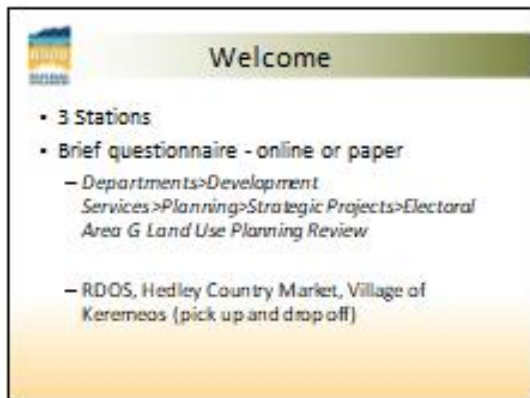 RDOS
Welcome
• 3 Stations
• Brief questionnaire - online or paper
– Departments>Development
Services>Planning>Strategic Projects>Electoral
Area G Land Use Planning Review
– RDOS, Hedley Country Market, Village of
Keremeos (pick up and drop off)